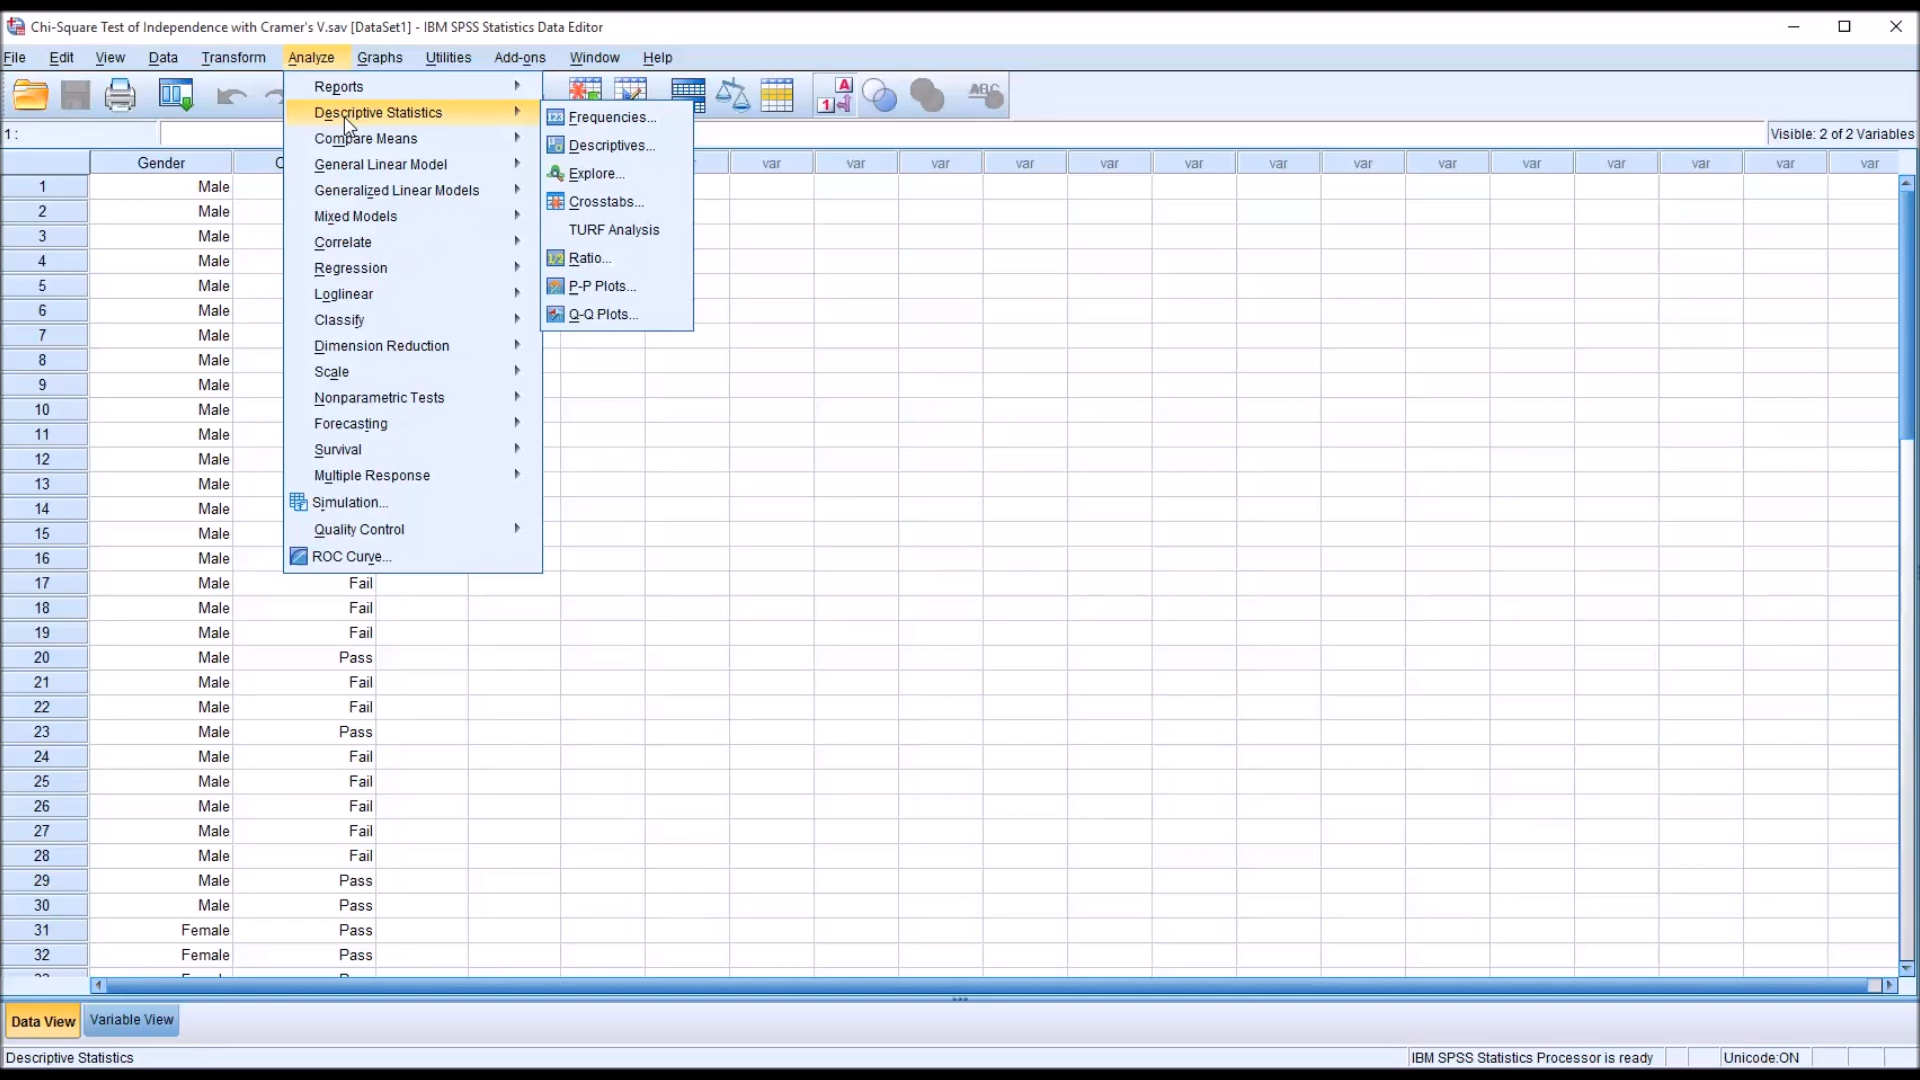 Chi-Square Test of Independence with Cramer's V.sav [DataSet1] - IBM SPSS Statistics Data Editor
File Edit View Data Transform Analyze Graphs Utilities Add-ons Window Help
1 :
Visible: 2 of 2 Variables
Reports
Descriptive Statistics
Compare Means
General Linear Model
Generalized Linear Models
Mixed Models
Correlate
Regression
Loglinear
Classify
Dimension Reduction
Scale
Nonparametric Tests
Forecasting
Survival
Multiple Response
Simulation...
Quality Control
ROC Curve...
Frequencies...
Descriptives...
Explore...
Crosstabs...
TURF Analysis
Ratio...
P-P Plots...
Q-Q Plots...
Gender var var var var var var var var var var var var var var
1 Male
2 Male
3 Male
4 Male
5 Male
6 Male
7 Male
8 Male
9 Male
10 Male
11 Male
12 Male
13 Male
14 Male
15 Male
16 Male
17 Male Fail
18 Male Fail
19 Male Fail
20 Male Pass
21 Male Fail
22 Male Fail
23 Male Pass
24 Male Fail
25 Male Fail
26 Male Fail
27 Male Fail
28 Male Fail
29 Male Pass
30 Male Pass
31 Female Pass
32 Female Pass
Data View Variable View
Descriptive Statistics
IBM SPSS Statistics Processor is ready Unicode:ON